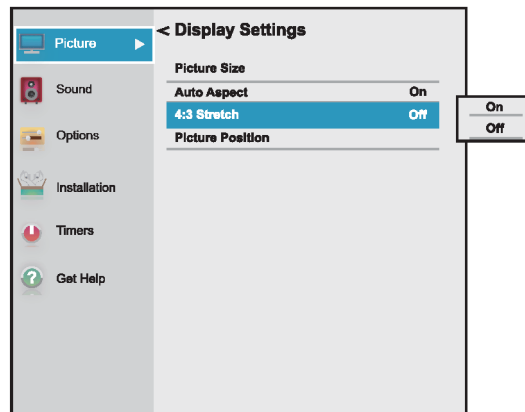 Picture
Sound
Options
Installation
Timers
Get Help
< Display Settings
Picture Size
Auto Aspect On
4:3 Stretch Off
Picture Position
On
Off